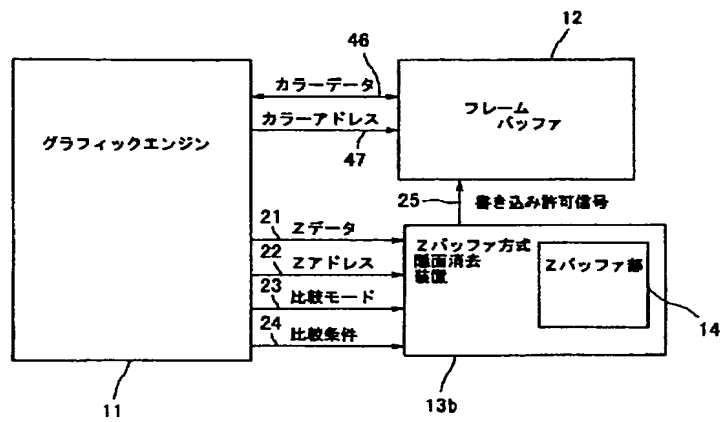 12
46
カラーデータ
カラーアドレス
47
グラフィックエンジン
フレーム
バッファ
25
書き込み許可信号
21
Zデータ
22
Zアドレス
23
比較モード
24
比較条件
Zバッファ方式
隠面消去
装置
Zバッファ部
14
11
13b